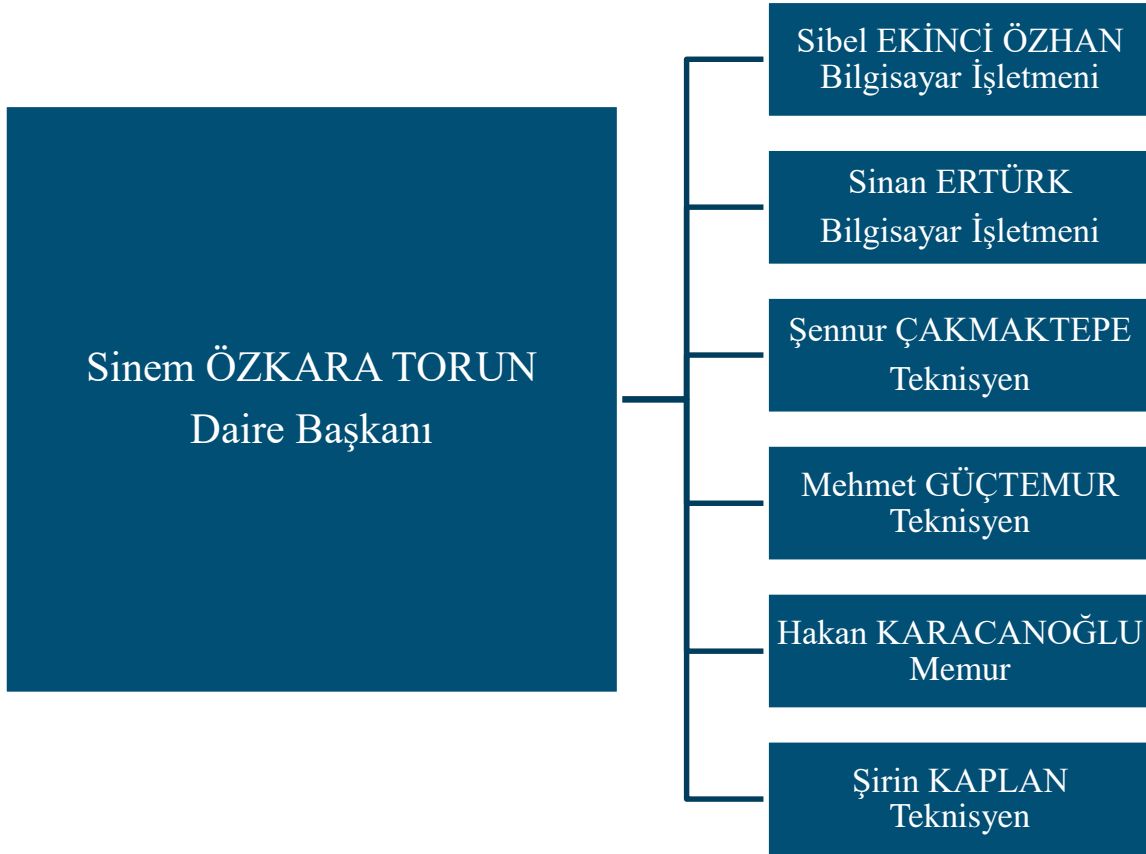 Sinem ÖZKARA TORUN
Daire Başkanı
Sibel EKİNCİ ÖZHAN
Bilgisayar İşletmeni
Sinan ERTÜRK
Bilgisayar İşletmeni
Şennur ÇAKMAKTEPE
Teknisyen
Mehmet GÜÇTEMUR
Teknisyen
Hakan KARACANOĞLU
Memur
Şirin KAPLAN
Teknisyen